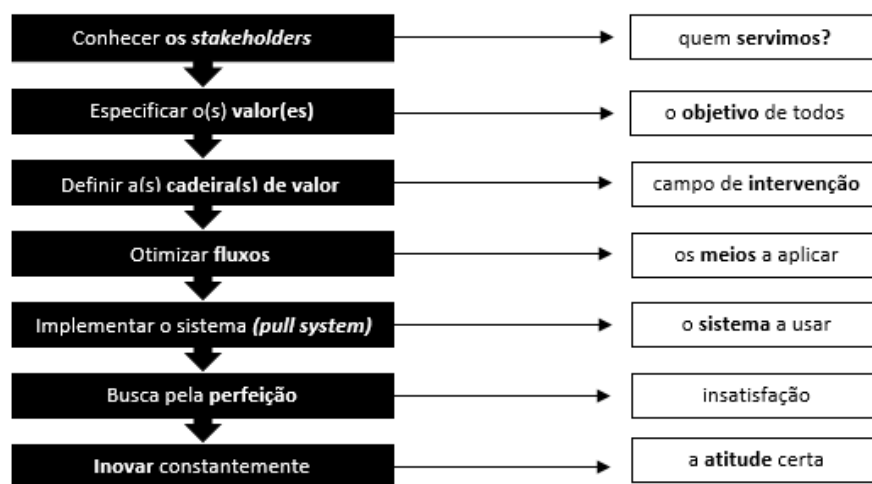 Conhecer os stakeholders
quem servimos?
Especificar o(s) valor(es)
o objetivo de todos
Definir a(s) cadeira(s) de valor
campo de intervenção
Otimizar fluxos
os meios a aplicar
Implementar o sistema (pull system)
o sistema a usar
Busca pela perfeição
insatisfação
Inovar constantemente
a atitude certa